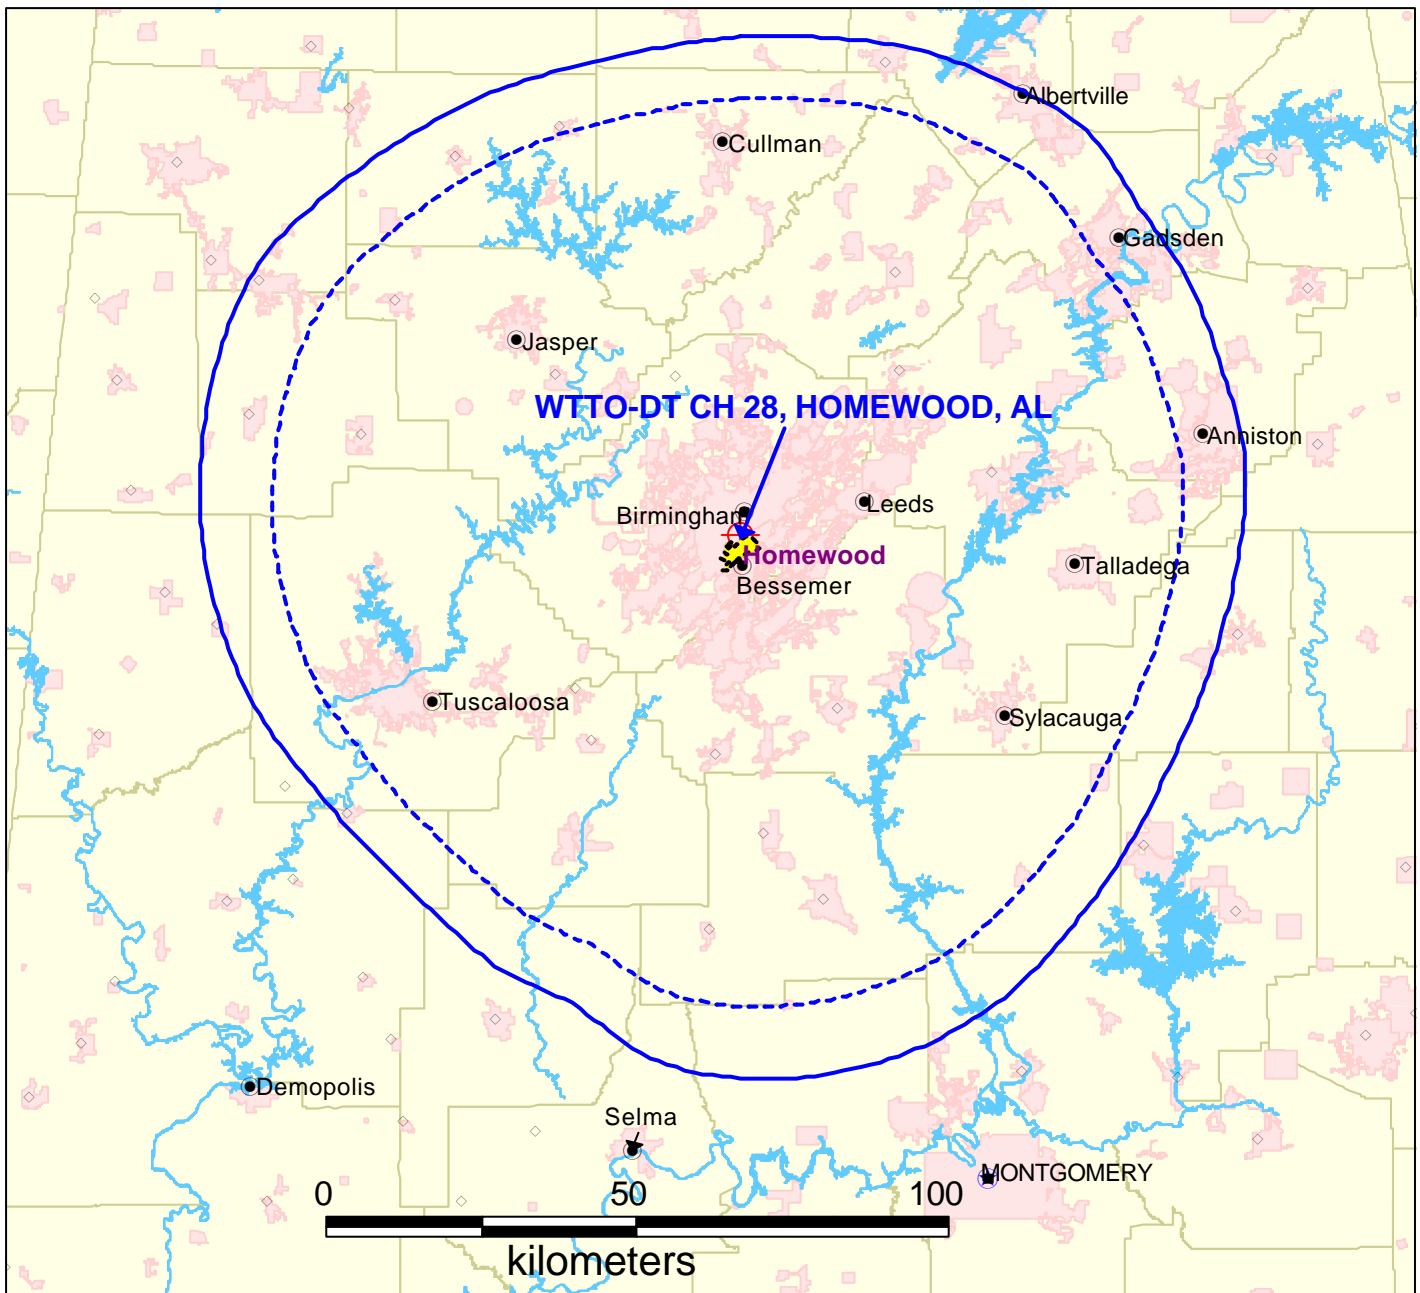 Albertville
Cullman
Gadsden
Jasper
WTTO-DT CH 28, HOMEWOOD, AL
Anniston
Leeds
Birmingham
Homewood
Talladega
Bessemer
Tuscaloosa
Sylacauga
Demopolis
Selma
MONTGOMERY
0 50 100
kilometers